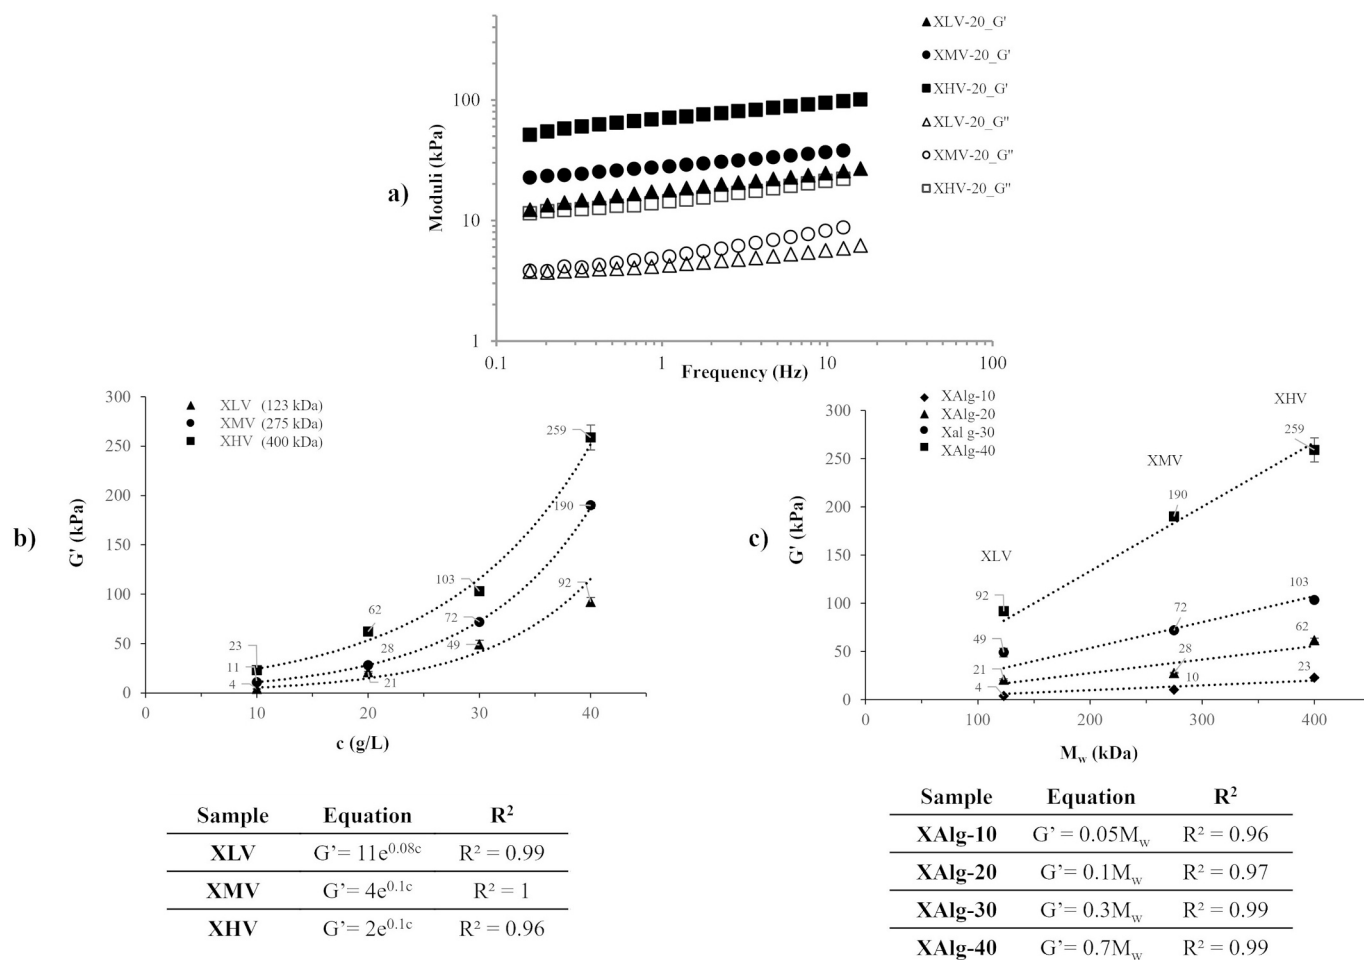 XLV-20_G'
XMV-20_G'
XHV-20_G'
XLV-20_G"
XMV-20_G"
XHV-20_G"
100
10
1
Moduli (kPa)
a)
0.1
1
10
100
Frequency (Hz)
b)
XLV (123 kDa)
XMV (275 kDa)
XHV (400 kDa)
300
250
200
150
100
50
0
G' (kPa)
259
190
92
103
72
49
62
28
21
23
11
4
0
10
20
30
40
c (g/L)
c)
XAlg-10
XAlg-20
Xal g-30
XAlg-40
300
250
200
150
100
50
0
G' (kPa)
XHV
XMV
XLV
259
190
92
103
72
49
62
28
21
23
10
4
0
100
200
300
400
Mw (kDa)
Sample Equation R²
XLV G’= 11e^0.08c R² = 0.99
XMV G’= 4e^0.1c R² = 1
XHV G’= 2e^0.1c R² = 0.96
Sample Equation R²
XAlg-10 G’ = 0.05Mw R² = 0.96
XAlg-20 G’= 0.1Mw R² = 0.97
XAlg-30 G’= 0.3Mw R² = 0.99
XAlg-40 G’= 0.7Mw R² = 0.99